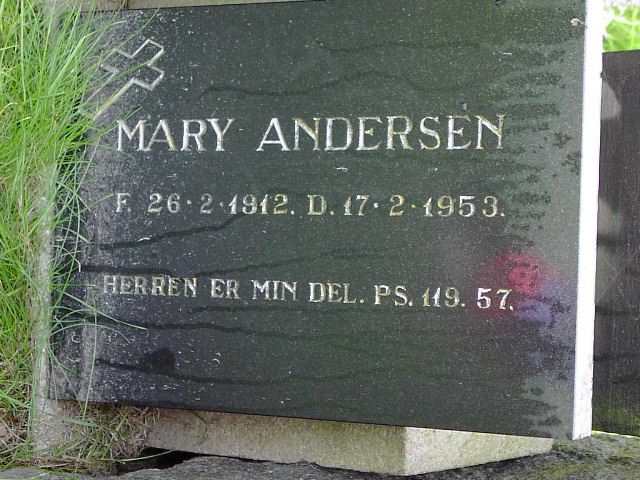 MARY ANDERSEN
F. 26·2·1912. D. 17·2·1953.
-HERREN ER MIN DEL. PS. 119. 57.